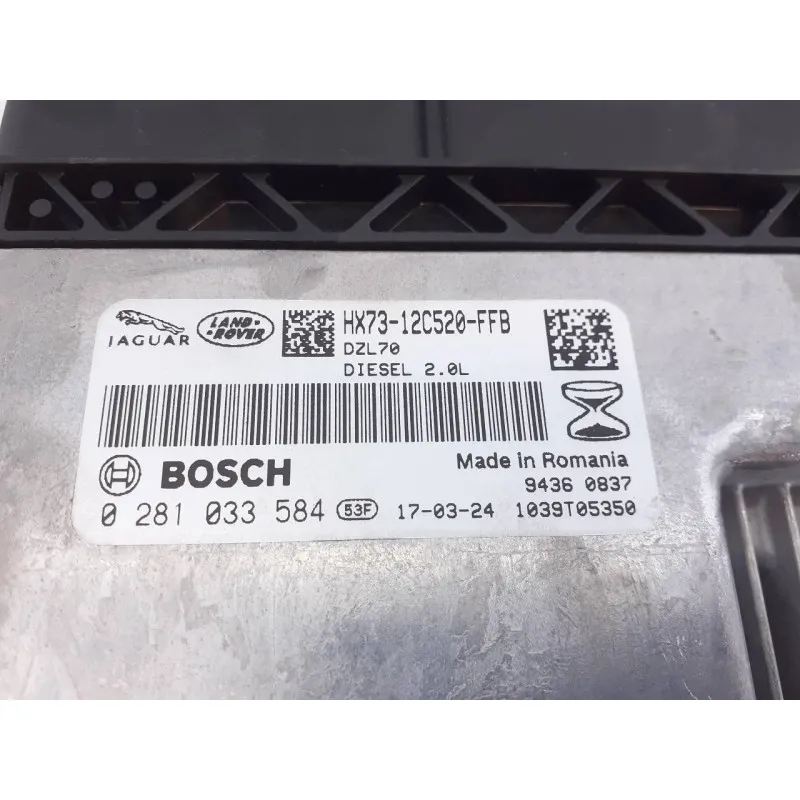 JAGUAR
LAND-
ROVER
HX73-12C520-FFB
DZL70
DIESEL 2.0L
BOSCH
Made in Romania
9436 0837
0 281 033 584 53F 17-03-24 1039T05350